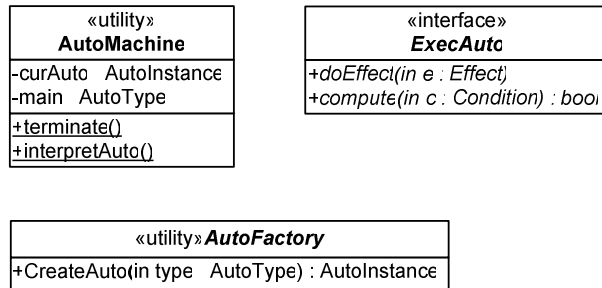 «utility»
AutoMachine
-curAuto AutoInstance
-main AutoType
+terminate()
+interpretAuto()
«interface»
ExecAuto
+doEffect(in e : Effect)
+compute(in c : Condition) : bool
«utility» AutoFactory
+CreateAuto(in type AutoType) : AutoInstance